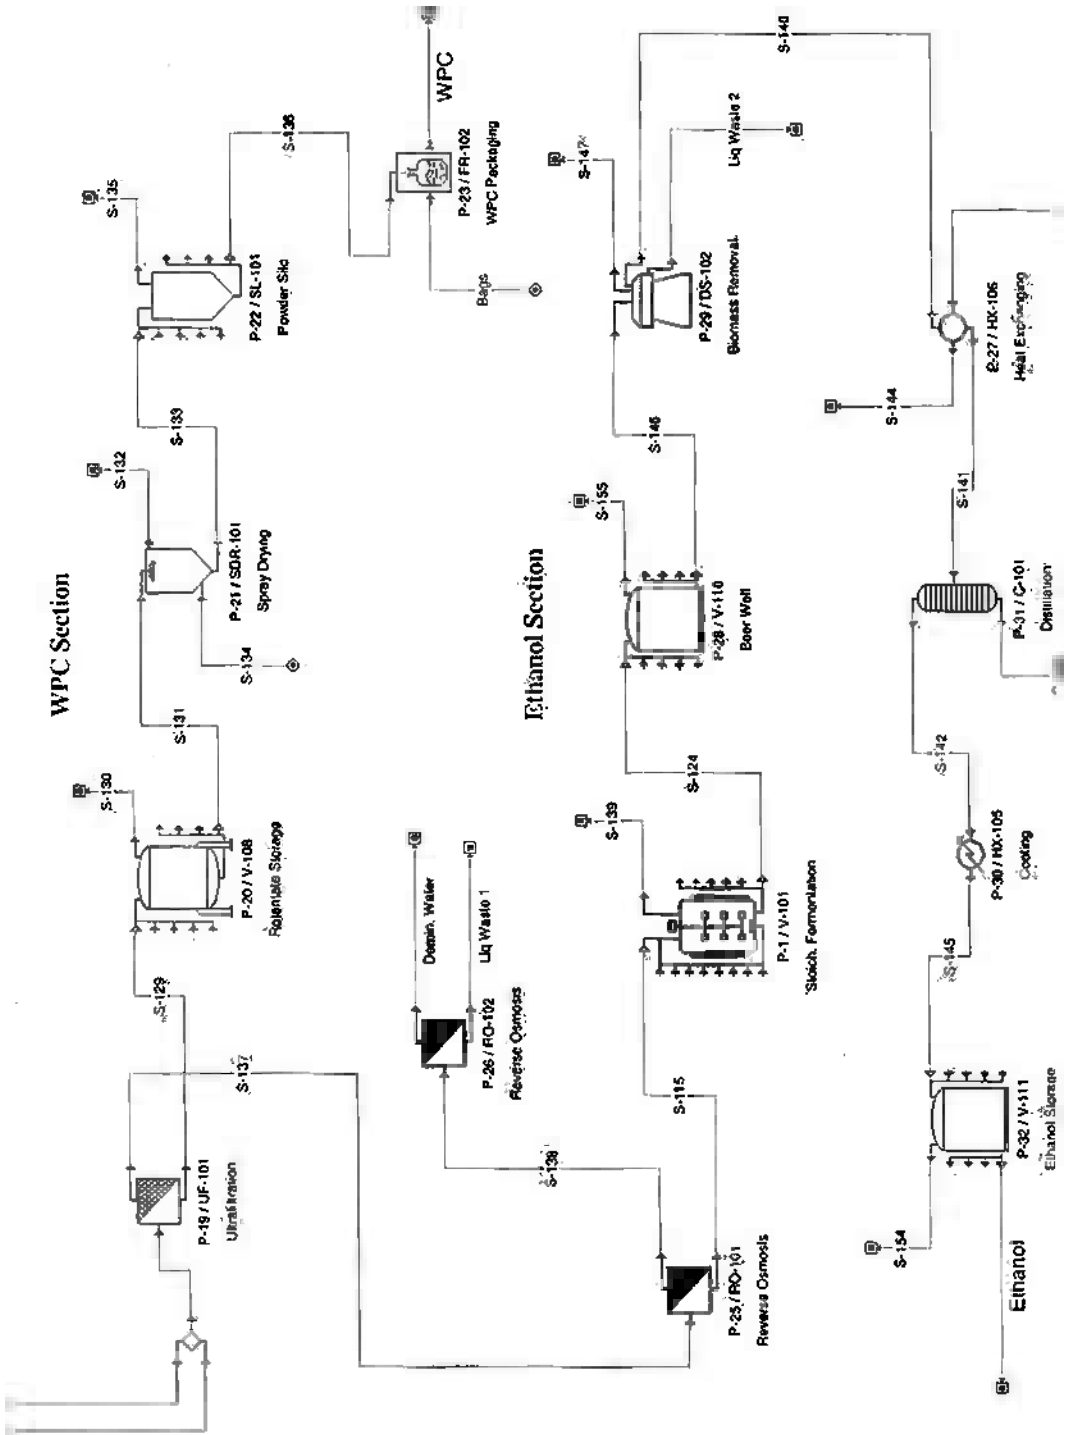 WPC Section
P-19 / UF-101
Ultrafiltration
S-129
S-137
P-20 / V-108
Retentate Storage
S-130
S-131
P-21 / SDR-101
Spray Drying
S-132
S-134
S-133
P-22 / SL-101
Powder Silo
S-135
S-136
P-23 / FR-102
WPC Packaging
Bags
WPC
Ethanol Section
P-25 / RO-101
Reverse Osmosis
S-138
P-26 / RO-102
Reverse Osmosis
Demin. Water
Liq Waste 1
S-115
P-1 / V-101
Stoich. Fermentation
S-139
S-124
P-28 / V-110
Beer Well
S-155
S-146
P-29 / DS-102
Biomass Removal
S-147
Liq Waste 2
S-140
P-27 / HX-106
Heat Exchanging
S-144
S-141
P-31 / C-101
Distillation
S-142
P-30 / HX-105
Cooling
S-145
P-32 / V-111
Ethanol Storage
S-154
Ethanol